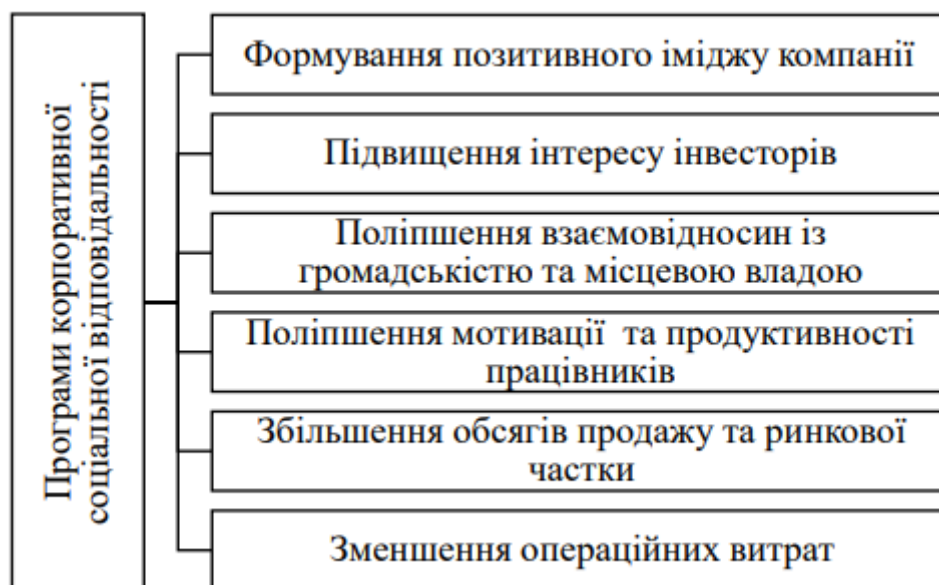 Програми корпоративної
соціальної відповідальності
Формування позитивного іміджу компанії
Підвищення інтересу інвесторів
Поліпшення взаємовідносин із
громадськістю та місцевою владою
Поліпшення мотивації та продуктивності
працівників
Збільшення обсягів продажу та ринкової
частки
Зменшення операційних витрат